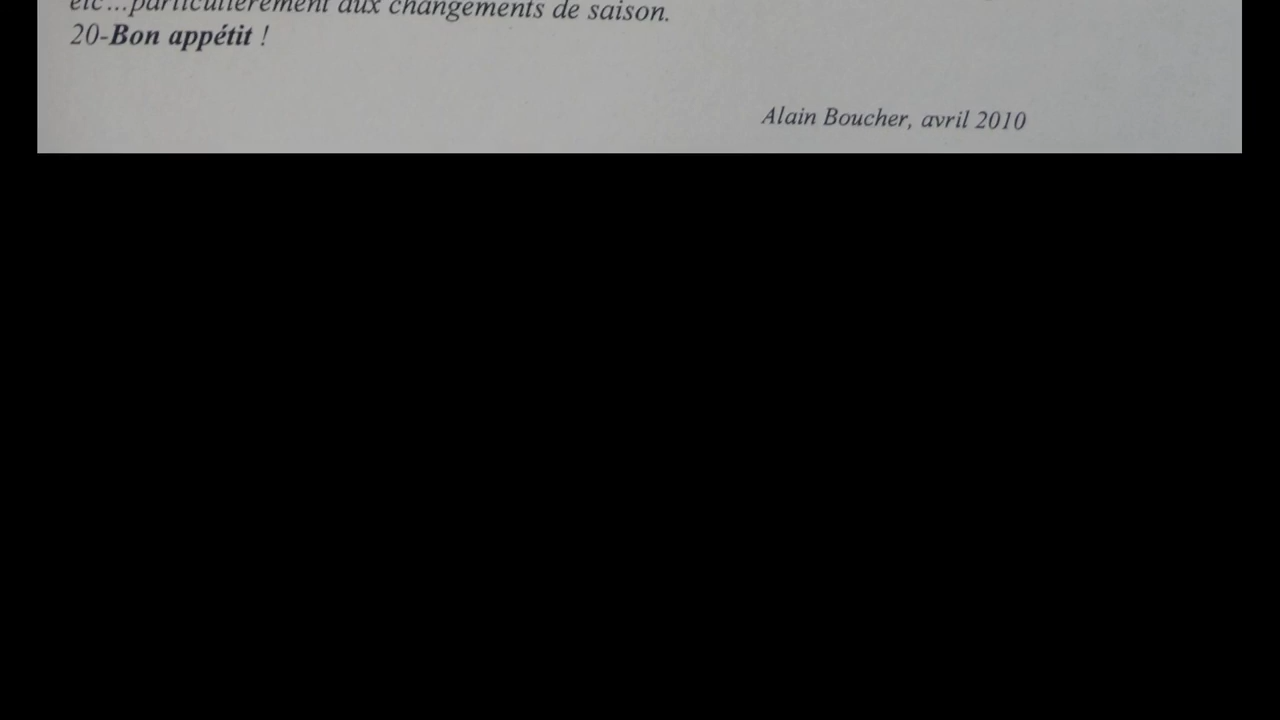 etc...particulièrement aux changements de saison.
20-Bon appétit !
Alain Boucher, avril 2010